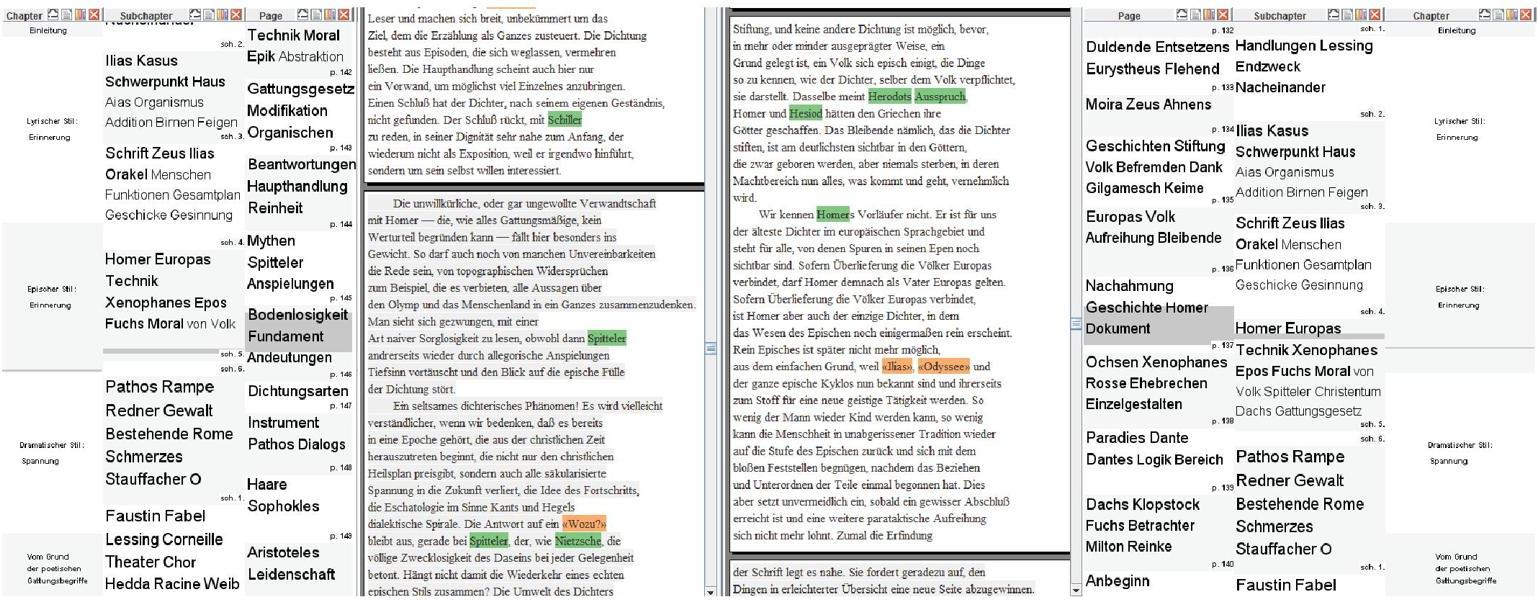 Chapter
Einleitung
Lyrischer Stil:
Erinnerung
Epischer Stil:
Erinnerung
Dramatischer Stil:
Spannung
Vom Grund
der poetischen
Gattungsbegriffe
Subchapter
Nacheinander
sch. 2.
Ilias Kasus
Schwerpunkt Haus
Aias Organismus
Addition Birnen Feigen
sch. 3.
Schrift Zeus Ilias
Orakel Menschen
Funktionen Gesamtplan
Geschicke Gesinnung
sch. 4.
Homer Europas
Technik
Xenophanes Epos
Fuchs Moral von Volk
sch. 5.
sch. 6.
Pathos Rampe
Redner Gewalt
Bestehende Rome
Schmerzes
Stauffacher O
sch. 1.
Faustin Fabel
Lessing Corneille
Theater Chor
Hedda Racine Weib
Page
Technik Moral
Epik Abstraktion
p. 142
Gattungsgesetz
Modifikation
Organischen
p. 143
Beantwortungen
Haupthandlung
Reinheit
p. 144
Mythen
Spitteler
Anspielungen
p. 145
Bodenlosigkeit
Fundament
Andeutungen
p. 146
Dichtungsarten
p. 147
Instrument
Pathos Dialogs
p. 148
Haare
Sophokles
p. 149
Aristoteles
Leidenschaft
Leser und machen sich breit, unbekümmert um das
Ziel, dem die Erzählung als Ganzes zusteuert. Die Dichtung
besteht aus Episoden, die sich weglassen, vermehren
ließen. Die Haupthandlung scheint auch hier nur
ein Vorwand, um möglichst viel Einzelnes anzubringen.
Einen Schluß hat der Dichter, nach seinem eigenen Geständnis,
nicht gefunden. Der Schluß rückt, mit Schiller
zu reden, in seiner Dignität sehr nahe zum Anfang, der
wiederum nicht als Exposition, weil er irgendwo hinführt,
sondern um sein selbst willen interessiert.
Die unwillkürliche, oder gar ungewollte Verwandtschaft
mit Homer — die, wie alles Gattungsmäßige, kein
Werturteil begründen kann — fällt hier besonders ins
Gewicht. So darf auch noch von manchen Unvereinbarkeiten
die Rede sein, von topographischen Widersprüchen
zum Beispiel, die es verbieten, alle Aussagen über
den Olymp und das Menschenland in ein Ganzes zusammenzudenken.
Man sieht sich gezwungen, mit einer
Art naiver Sorglosigkeit zu lesen, obwohl dann Spitteler
andrerseits wieder durch allegorische Anspielungen
Tiefsinn vortäuscht und den Blick auf die epische Fülle
der Dichtung stört.
Ein seltsames dichterisches Phänomen! Es wird vielleicht
verständlicher, wenn wir bedenken, daß es bereits
in eine Epoche gehört, die aus der christlichen Zeit
herauszutreten beginnt, die nicht nur den christlichen
Heilsplan preisgibt, sondern auch alle säkularisierte
Spannung in die Zukunft verliert, die Idee des Fortschritts,
die Eschatologie im Sinne Kants und Hegels
dialektische Spirale. Die Antwort auf ein «Wozu?»
bleibt aus, gerade bei Spitteler, der, wie Nietzsche, die
völlige Zwecklosigkeit des Daseins bei jeder Gelegenheit
betont. Hängt nicht damit die Wiederkehr eines echten
epischen Stils zusammen? Die Umwelt des Dichters
Stiftung, und keine andere Dichtung ist möglich, bevor,
in mehr oder minder ausgeprägter Weise, ein
Grund gelegt ist, ein Volk sich episch einigt, die Dinge
so zu kennen, wie der Dichter, selber dem Volk verpflichtet,
sie darstellt. Dasselbe meint Herodots Ausspruch,
Homer und Hesiod hätten den Griechen ihre
Götter geschaffen. Das Bleibende nämlich, das die Dichter
stiften, ist am deutlichsten sichtbar in den Göttern,
die zwar geboren werden, aber niemals sterben, in deren
Machtbereich nun alles, was kommt und geht, vernehmlich
wird.
Wir kennen Homers Vorläufer nicht. Er ist für uns
der älteste Dichter im europäischen Sprachgebiet und
steht für alle, von denen Spuren in seinen Epen noch
sichtbar sind. Sofern Überlieferung die Völker Europas
verbindet, darf Homer demnach als Vater Europas gelten.
Sofern Überlieferung die Völker Europas verbindet,
ist Homer aber auch der einzige Dichter, in dem
das Wesen des Epischen noch einigermaßen rein erscheint.
Rein Episches ist später nicht mehr möglich,
aus dem einfachen Grund, weil «Ilias», «Odyssee» und
der ganze epische Kyklos nun bekannt sind und ihrerseits
zum Stoff für eine neue geistige Tätigkeit werden. So
wenig der Mann wieder Kind werden kann, so wenig
kann die Menschheit in unabgerissener Tradition wieder
auf die Stufe des Epischen zurück und sich mit dem
bloßen Feststellen begnügen, nachdem das Beziehen
und Unterordnen der Teile einmal begonnen hat. Dies
aber setzt unvermeidlich ein, sobald ein gewisser Abschluß
erreicht ist und eine weitere parataktische Aufreihung
sich nicht mehr lohnt. Zumal die Erfindung
der Schrift legt es nahe. Sie fordert geradezu auf, den
Dingen in erleichterter Übersicht eine neue Seite abzugewinnen.
Page
p. 132
Duldende Entsetzens
Eurystheus Flehend
p. 133
Moira Zeus Ahnens
p. 134
Geschichten Stiftung
Volk Befremden Dank
Gilgamesch Keime
p. 135
Europas Volk
Aufreihung Bleibende
p. 136
Nachahmung
Geschichte Homer
Dokument
p. 137
Ochsen Xenophanes
Rosse Ehebrechen
Einzelgestalten
p. 138
Paradies Dante
Dantes Logik Bereich
p. 139
Dachs Klopstock
Fuchs Betrachter
Milton Reinke
p. 140
Anbeginn
Subchapter
sch. 1.
Handlungen Lessing
Endzweck
Nacheinander
sch. 2.
Ilias Kasus
Schwerpunkt Haus
Aias Organismus
Addition Birnen Feigen
sch. 3.
Schrift Zeus Ilias
Orakel Menschen
Funktionen Gesamtplan
Geschicke Gesinnung
sch. 4.
Homer Europas
Technik Xenophanes
Epos Fuchs Moral von
Volk Spitteler Christentum
Dachs Gattungsgesetz
sch. 5.
sch. 6.
Pathos Rampe
Redner Gewalt
Bestehende Rome
Schmerzes
Stauffacher O
sch. 1.
Faustin Fabel
Chapter
Einleitung
Lyrischer Stil:
Erinnerung
Epischer Stil:
Erinnerung
Dramatischer Stil:
Spannung
Vom Grund
der poetischen
Gattungsbegriffe